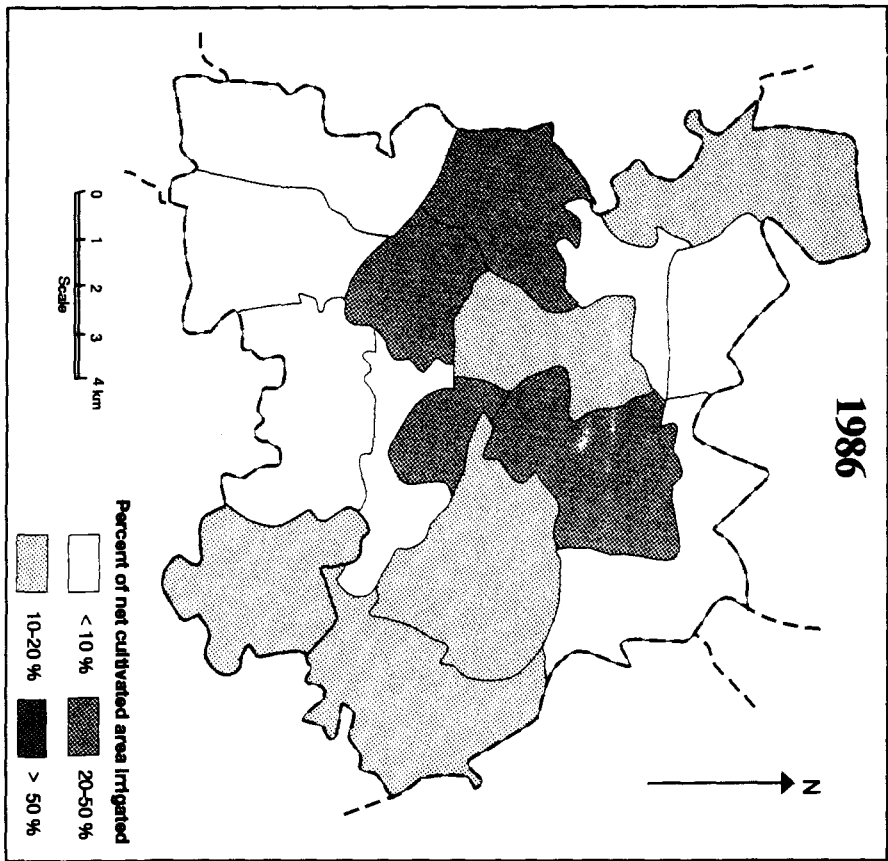 1986
N
0 1 2 3 4 km
Scale
Percent of net cultivated area irrigated
< 10 %
20-50 %
10-20 %
> 50 %